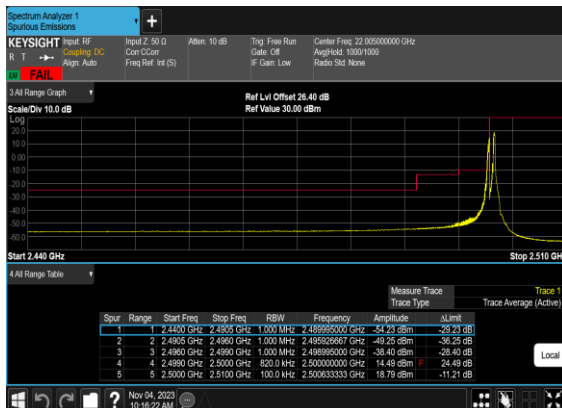 Spectrum Analyzer 1
Spurious Emissions
KEYSIGHT
R T
LW
FAIL
Input: RF
Coupling: DC
Align: Auto
Input Z: 50 Ω
Corr CCorr
Freq Ref: Int (S)
Atten: 10 dB
Trig: Free Run
Gate: Off
IF Gain: Low
Center Freq: 22.005000000 GHz
Avg|Hold: 1000/1000
Radio Std: None
3 All Range Graph
Scale/Div 10.0 dB
Ref Lvl Offset 26.40 dB
Ref Value 30.00 dBm
Log
20.0
10.0
0.00
-10.0
-20.0
-30.0
-40.0
-50.0
-60.0
Start 2.440 GHz
Stop 2.510 GHz
4 All Range Table
Measure Trace Trace 1
Trace Type Trace Average (Active)
Spur Range Start Freq Stop Freq RBW Frequency Amplitude ΔLimit
1 1 2.4400 GHz 2.4905 GHz 1.000 MHz 2.489995000 GHz -54.23 dBm -29.23 dB
2 2 2.4905 GHz 2.4960 GHz 1.000 MHz 2.495926667 GHz -49.25 dBm -36.25 dB
3 3 2.4960 GHz 2.4990 GHz 1.000 MHz 2.498995000 GHz -38.40 dBm -28.40 dB
4 4 2.4990 GHz 2.5000 GHz 820.0 kHz 2.500000000 GHz 14.49 dBm F 24.49 dB
5 5 2.5000 GHz 2.5100 GHz 100.0 kHz 2.500633333 GHz 18.79 dBm -11.21 dB
Local
?
Nov 04, 2023
10:16:22 AM